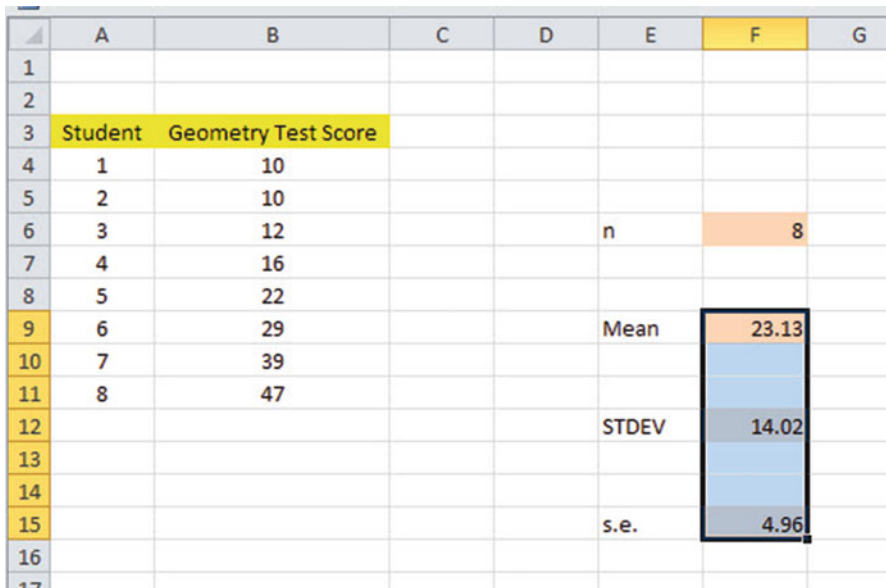 A B C D E F G
1
2
3 Student Geometry Test Score
4 1 10
5 2 10
6 3 12 n 8
7 4 16
8 5 22
9 6 29 Mean 23.13
10 7 39
11 8 47
12 STDEV 14.02
13
14
15 s.e. 4.96
16
17